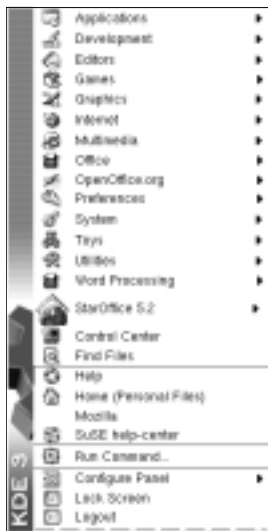 Applications
Development
Editors
Games
Graphics
Internet
Multimedia
Office
OpenOffice.org
Preferences
System
Toys
Utilities
Word Processing
StarOffice 5.2
Control Center
Find Files
Help
Home (Personal Files)
Mozilla
SuSE help-center
Run Command...
Configure Panel
Lock Screen
Logout
KDE 3